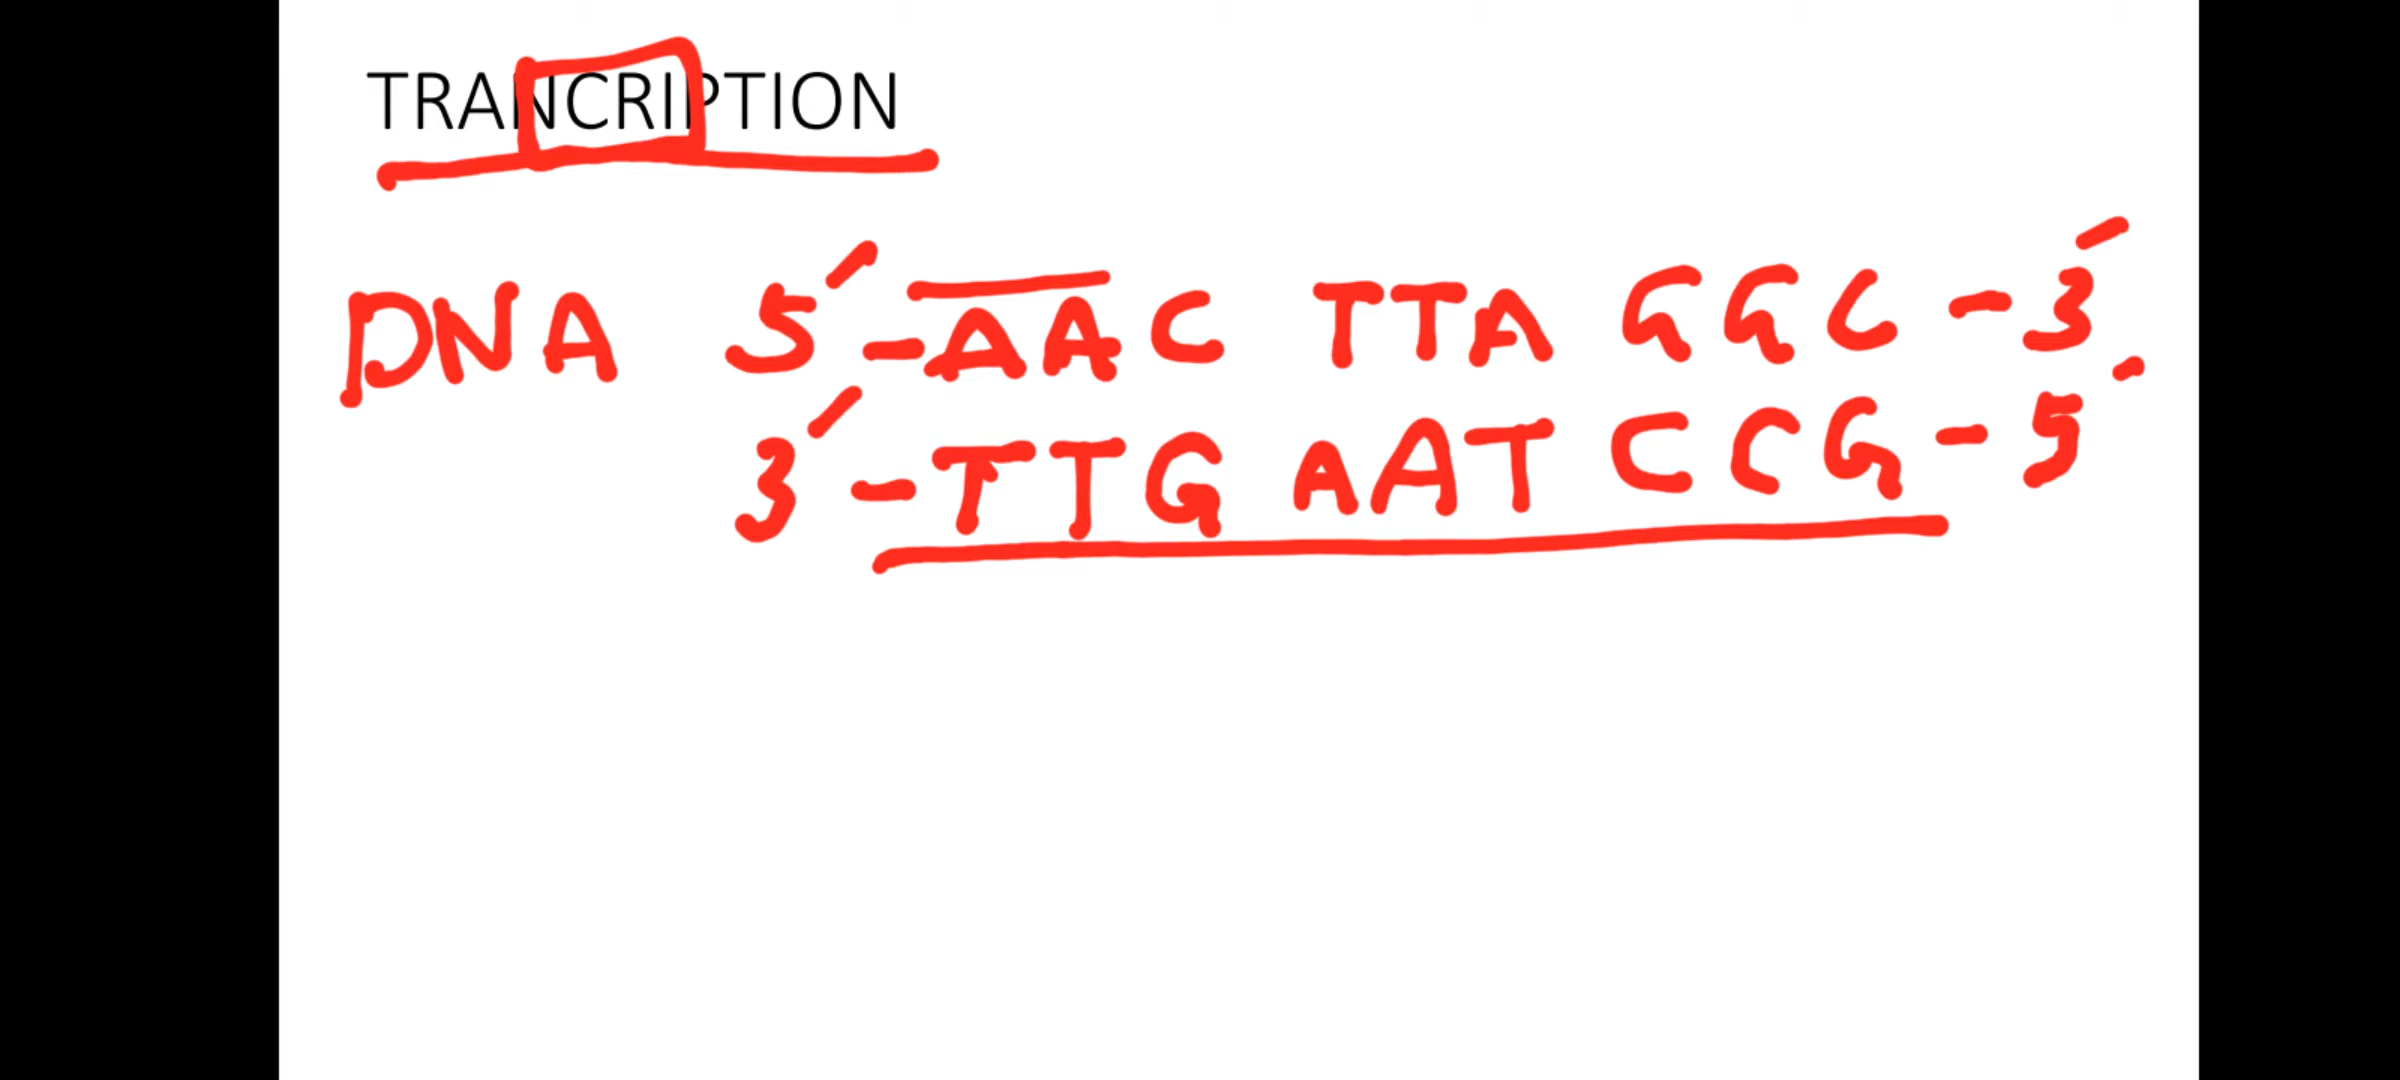 TRANCRIPTION
DNA 5′-AAC TTA GGC-3′
3′-TTG AAT CCG-5′